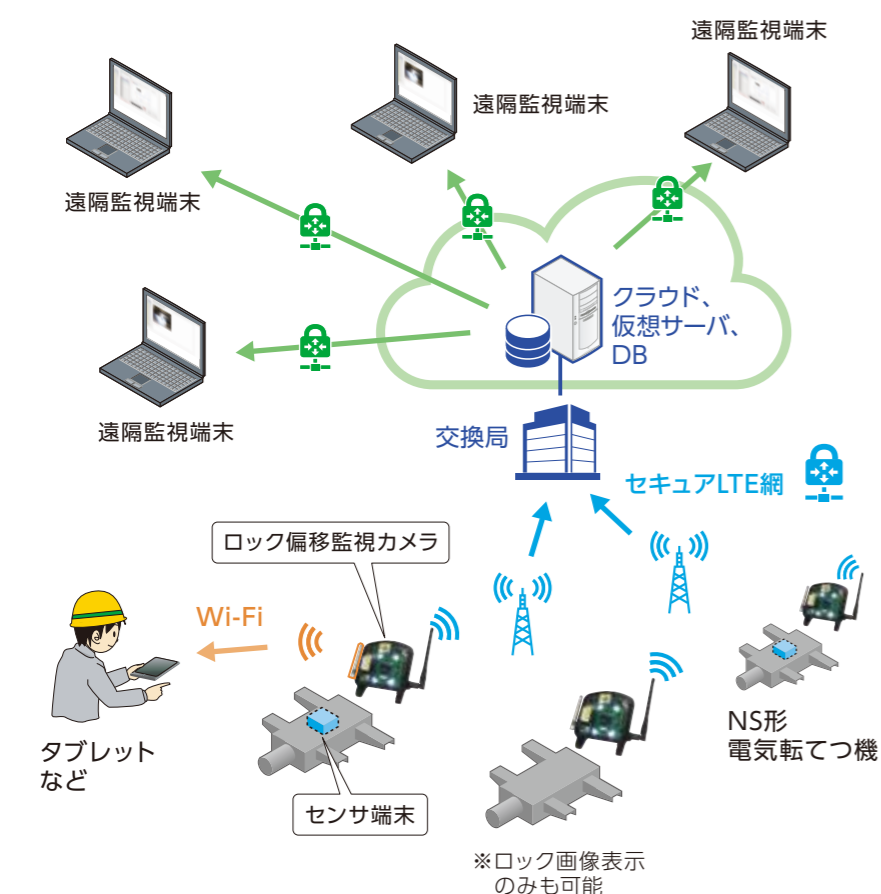 遠隔監視端末
遠隔監視端末
遠隔監視端末
遠隔監視端末
クラウド、
仮想サーバ、
DB
交換局
セキュアLTE網
ロック偏移監視カメラ
Wi-Fi
タブレット
など
センサ端末
NS形
電気転てつ機
※ロック画像表示
のみも可能